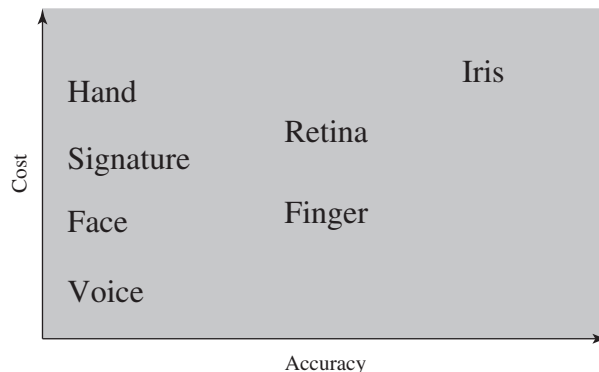 Iris
Hand
Retina
Signature
Finger
Face
Voice
Cost
Accuracy